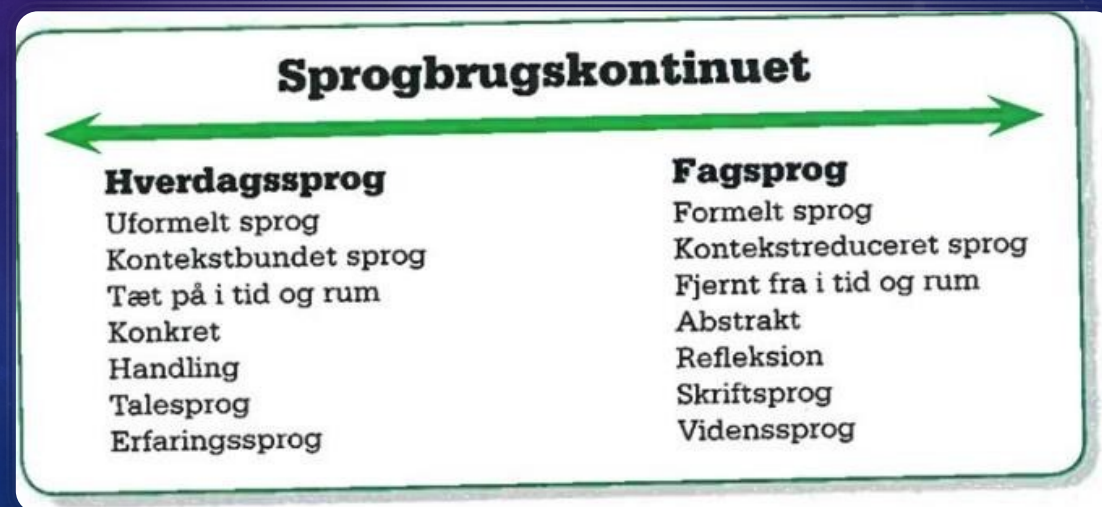 Sprogbrugskontinuet
Hverdagssprog
Uformelt sprog
Kontekstbundet sprog
Tæt på i tid og rum
Konkret
Handling
Talesprog
Erfaringssprog
Fagsprog
Formelt sprog
Kontekstreduceret sprog
Fjernt fra i tid og rum
Abstrakt
Refleksion
Skriftsprog
Videnssprog